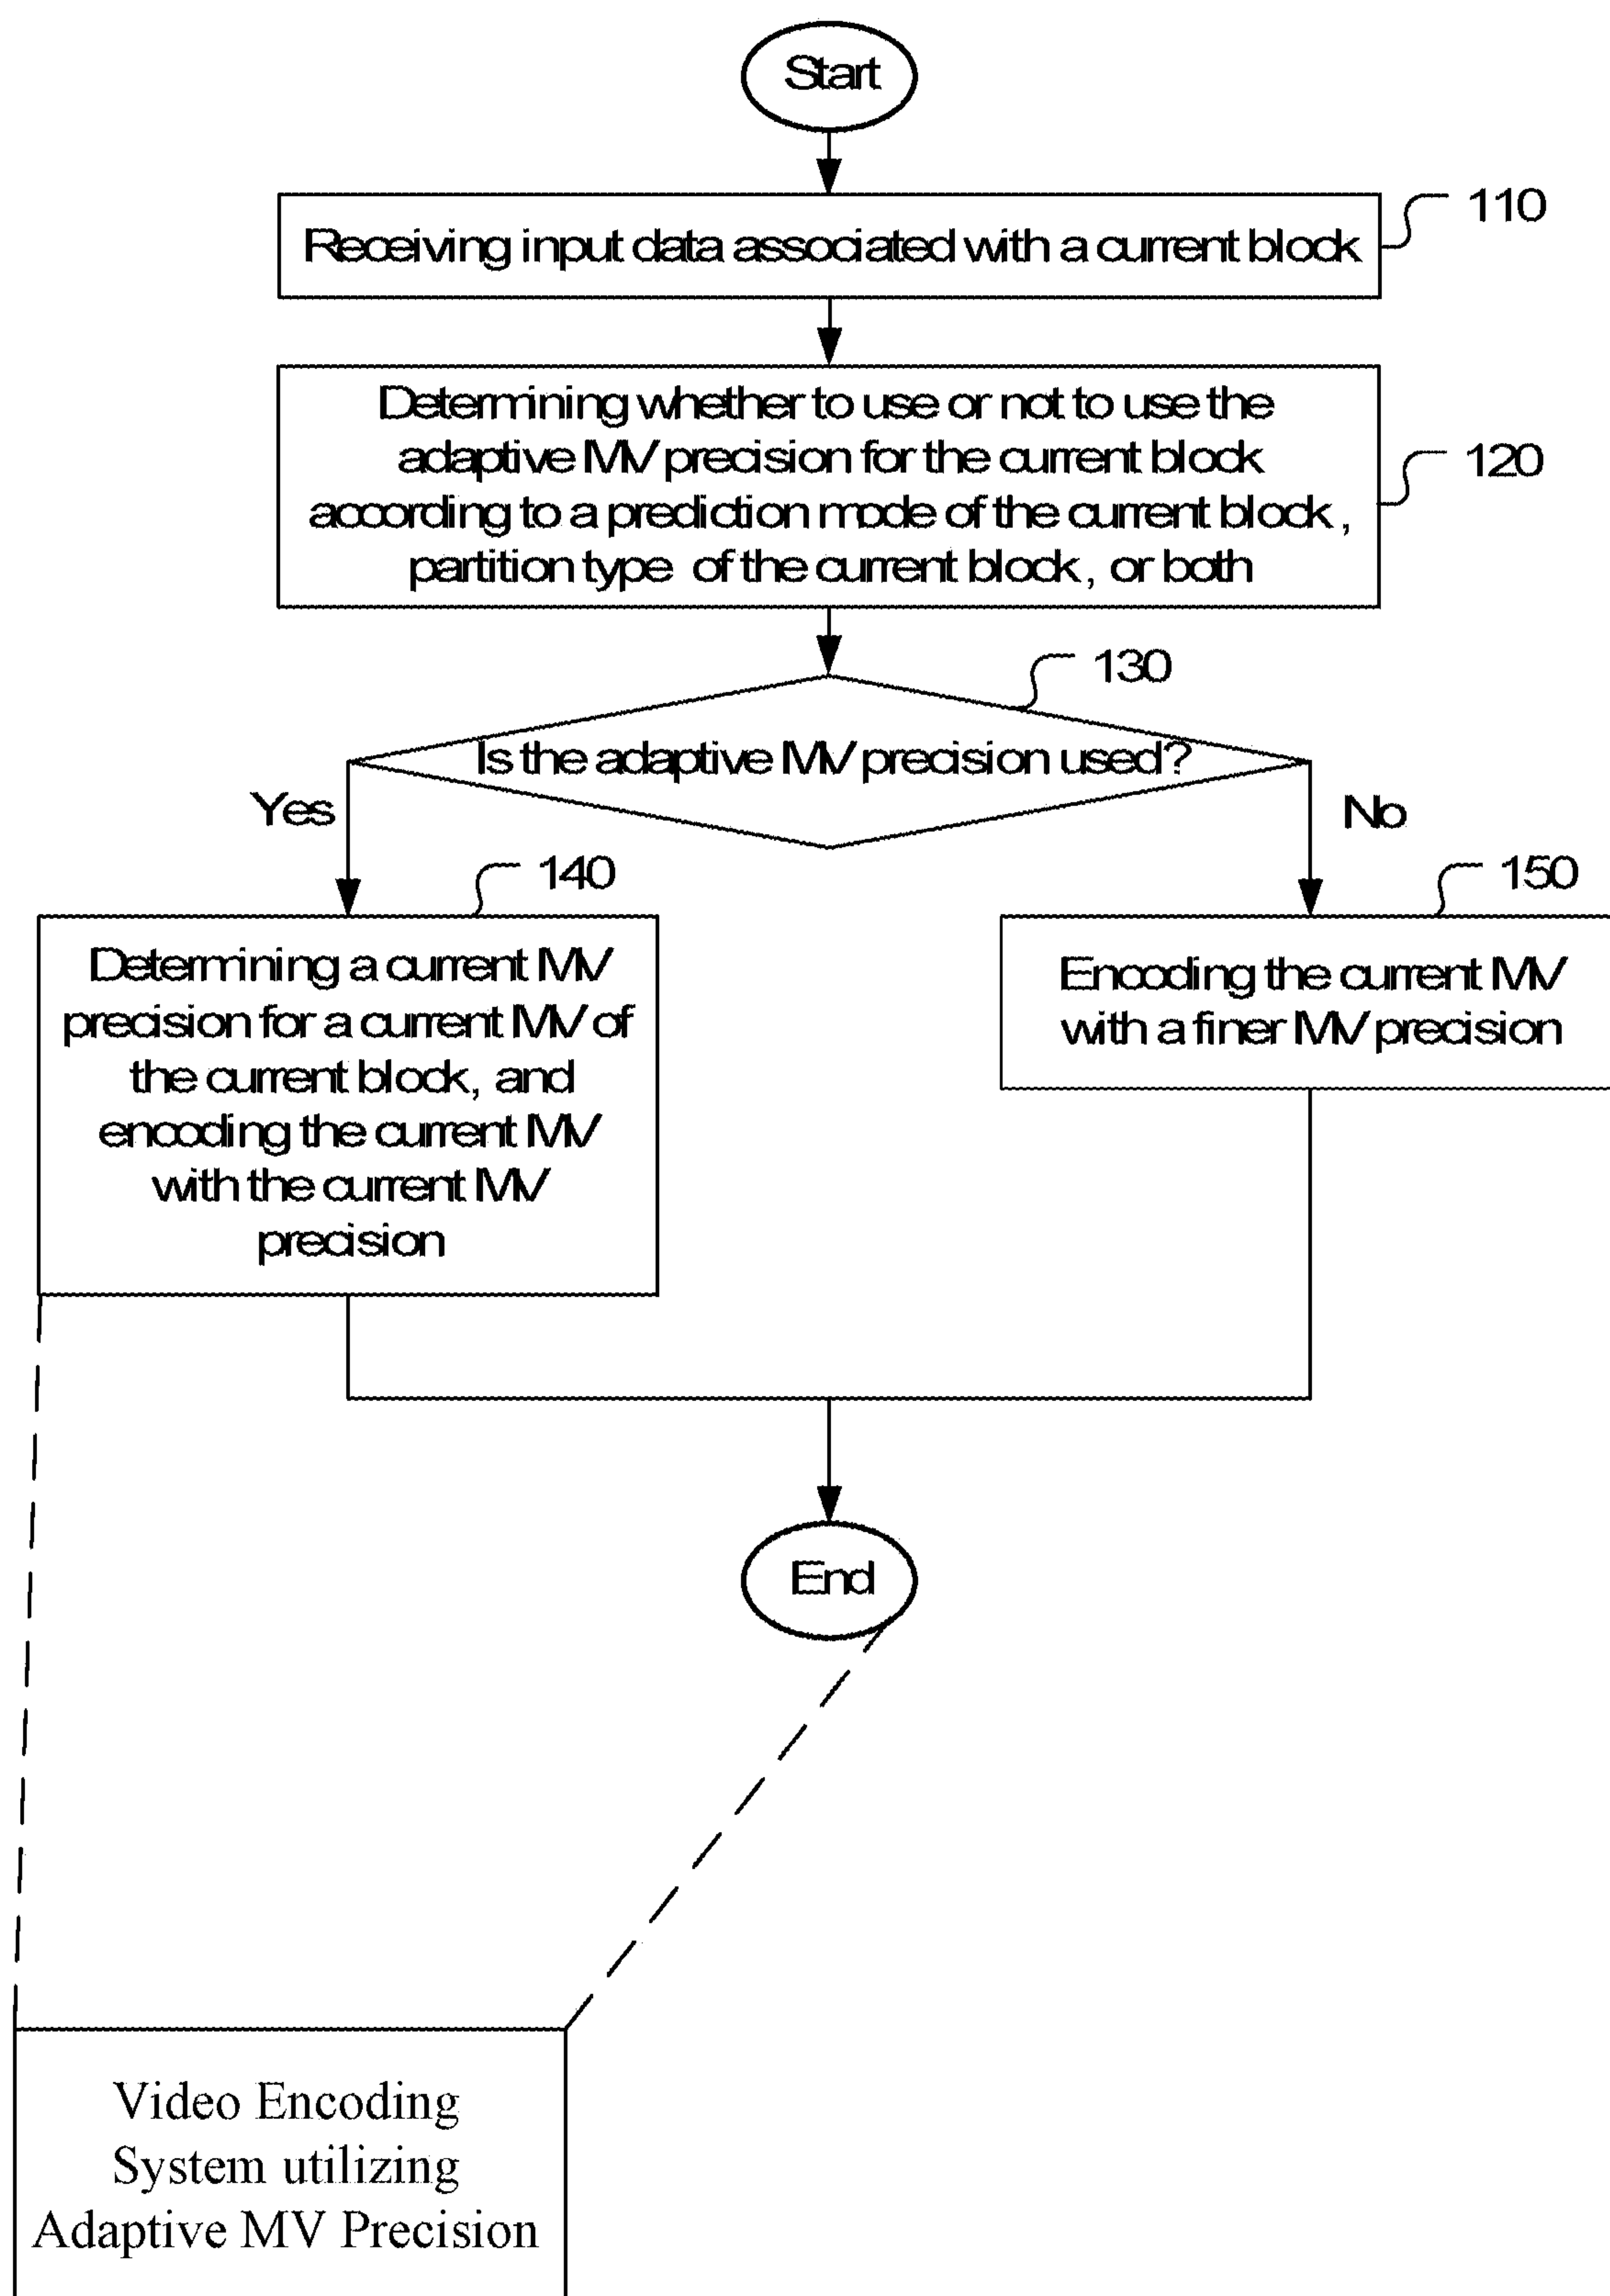 Start
Receiving input data associated with a current block
110
Determining whether to use or not to use the
adaptive MV precision for the current block
according to a prediction mode of the current block,
partition type of the current block, or both
120
130
Is the adaptive MV precision used?
Yes
No
140
150
Determining a current MV
precision for a current MV of
the current block, and
encoding the current MV
with the current MV
precision
Encoding the current MV
with a finer MV precision
End
Video Encoding
System utilizing
Adaptive MV Precision